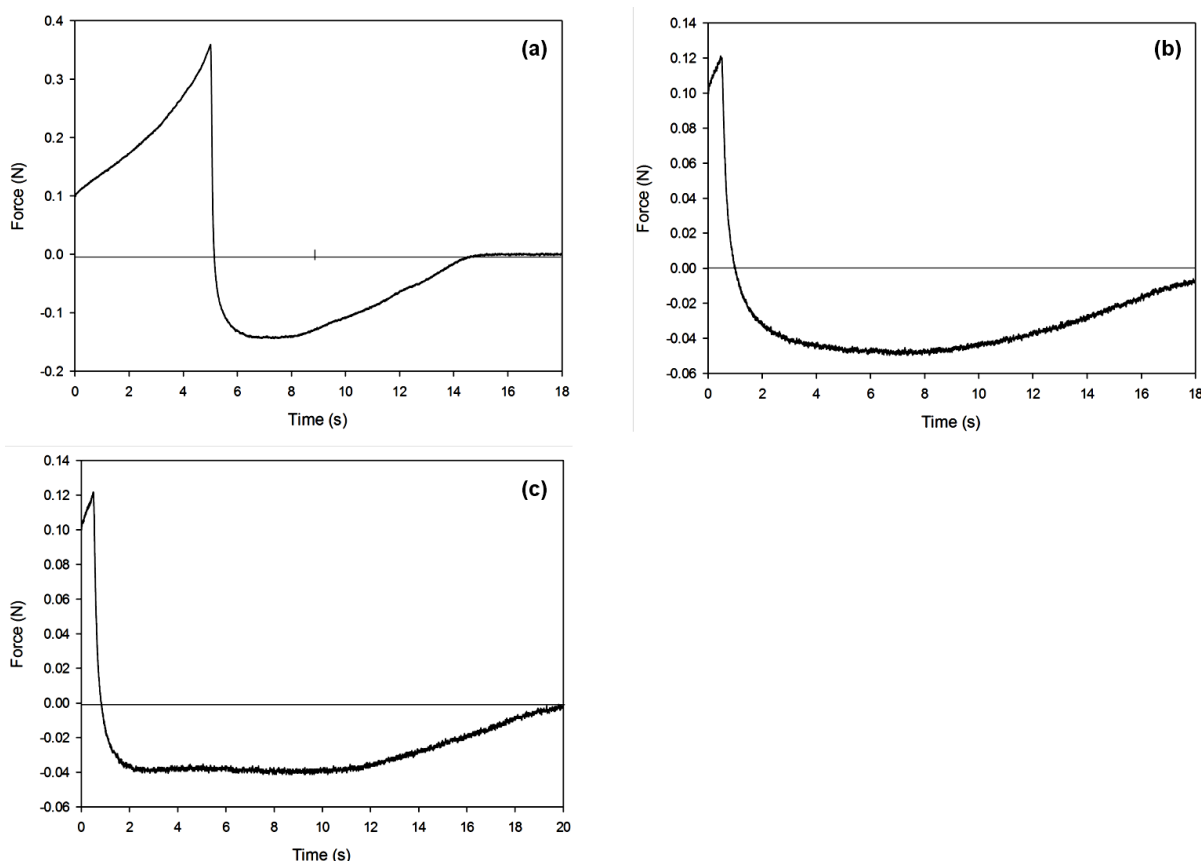 (a)
Force (N)
0.4
0.3
0.2
0.1
0.0
-0.1
-0.2
0 2 4 6 8 10 12 14 16 18
Time (s)
(b)
Force (N)
0.14
0.12
0.10
0.08
0.06
0.04
0.02
0.00
-0.02
-0.04
-0.06
0 2 4 6 8 10 12 14 16 18
Time (s)
(c)
Force (N)
0.14
0.12
0.10
0.08
0.06
0.04
0.02
0.00
-0.02
-0.04
-0.06
0 2 4 6 8 10 12 14 16 18 20
Time (s)